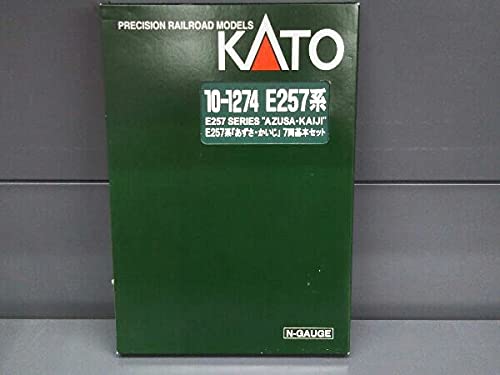 PRECISION RAILROAD MODELS
KATO
10-1274 E257系
E257 SERIES "AZUSA・KAIJI"
E257系「あずさ・かいじ」 7両基本セット
N-GAUGE